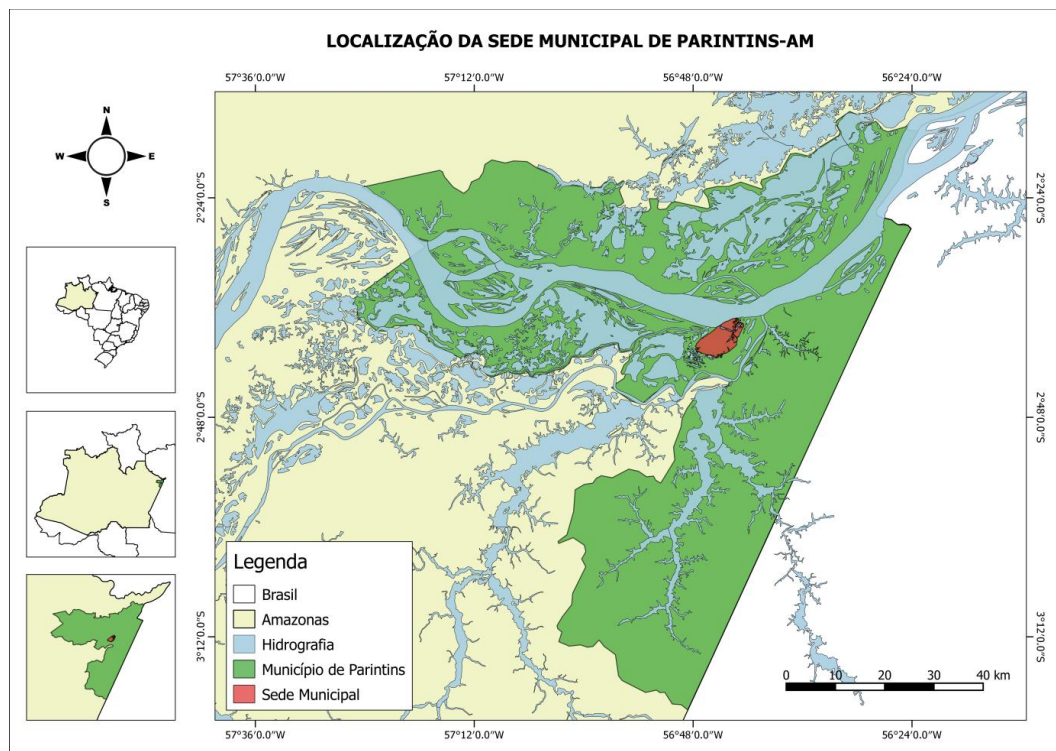 LOCALIZAÇÃO DA SEDE MUNICIPAL DE PARINTINS-AM
57°36'0.0"W 57°12'0.0"W 56°48'0.0"W 56°24'0.0"W
N
W E
S
2°24'0.0"S 2°24'0.0"S
2°48'0.0"S 2°48'0.0"S
3°12'0.0"S 3°12'0.0"S
Legenda
Brasil
Amazonas
Hidrografia
Município de Parintins
Sede Municipal
0 10 20 30 40 km
57°36'0.0"W 57°12'0.0"W 56°48'0.0"W 56°24'0.0"W